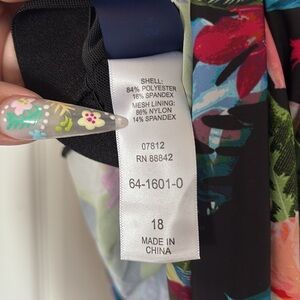 SHELL:
84% POLYESTER
16% SPANDEX
MESH LINING:
86% NYLON
14% SPANDEX
07812
RN 88842
64-1601-0
18
MADE IN
CHINA